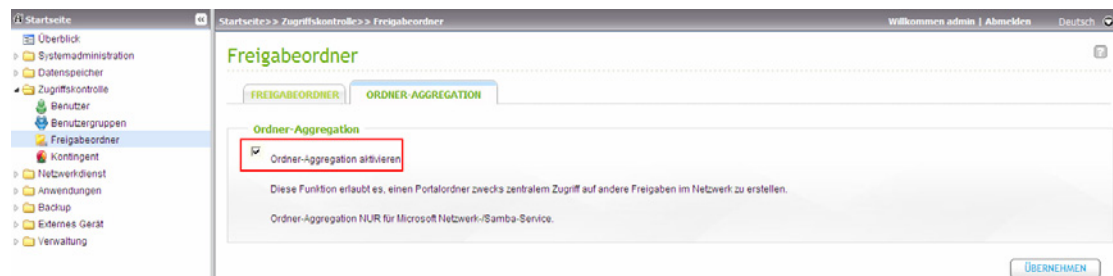 Startseite
Startseite>> Zugriffskontrolle>> Freigabeordner
Willkommen admin | Abmelden
Deutsch
Überblick
Systemadministration
Datenspeicher
Zugriffskontrolle
Benutzer
Benutzergruppen
Freigabeordner
Kontingent
Netzwerkdienst
Anwendungen
Backup
Externes Gerät
Verwaltung
Freigabeordner
FREIGABEORDNER
ORDNER-AGGREGATION
Ordner-Aggregation
Ordner-Aggregation aktivieren
Diese Funktion erlaubt es, einen Portalordner zwecks zentralem Zugriff auf andere Freigaben im Netzwerk zu erstellen.
Ordner-Aggregation NUR für Microsoft Netzwerk-/Samba-Service.
ÜBERNEHMEN